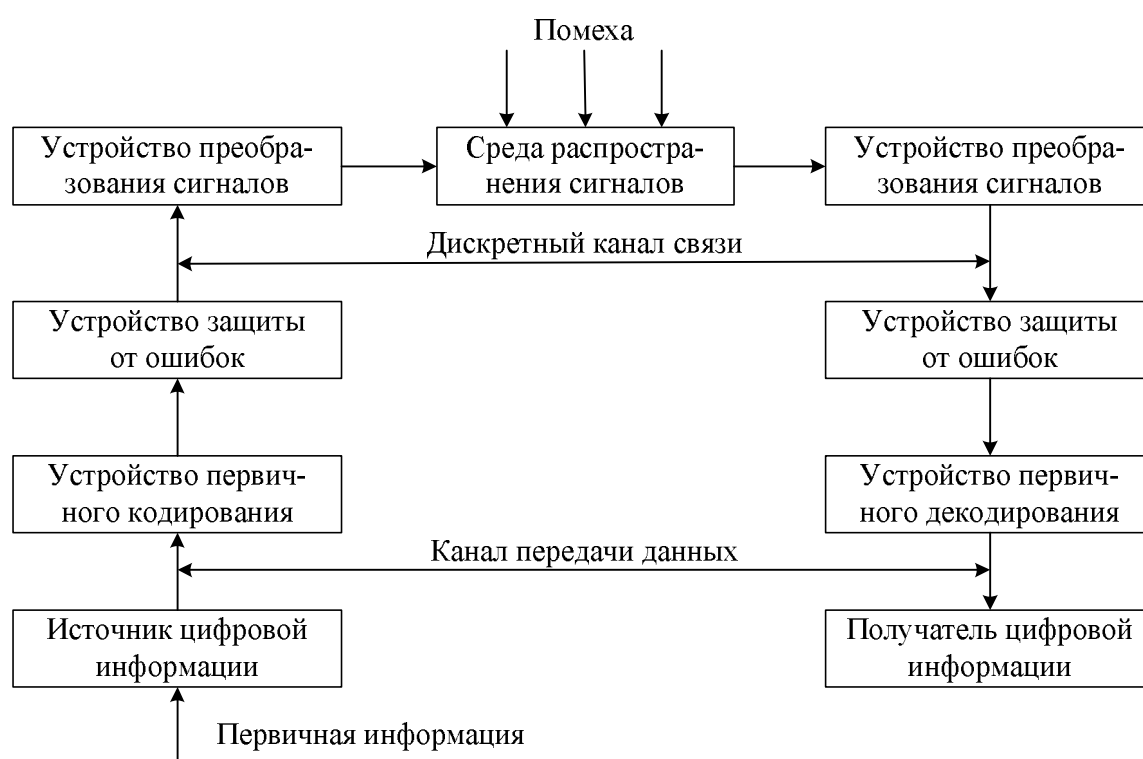 Помеха
Устройство преобра-
зования сигналов
Среда распростра-
нения сигналов
Устройство преобра-
зования сигналов
Дискретный канал связи
Устройство защиты
от ошибок
Устройство защиты
от ошибок
Устройство первич-
ного кодирования
Устройство первич-
ного декодирования
Канал передачи данных
Источник цифровой
информации
Получатель цифровой
информации
Первичная информация